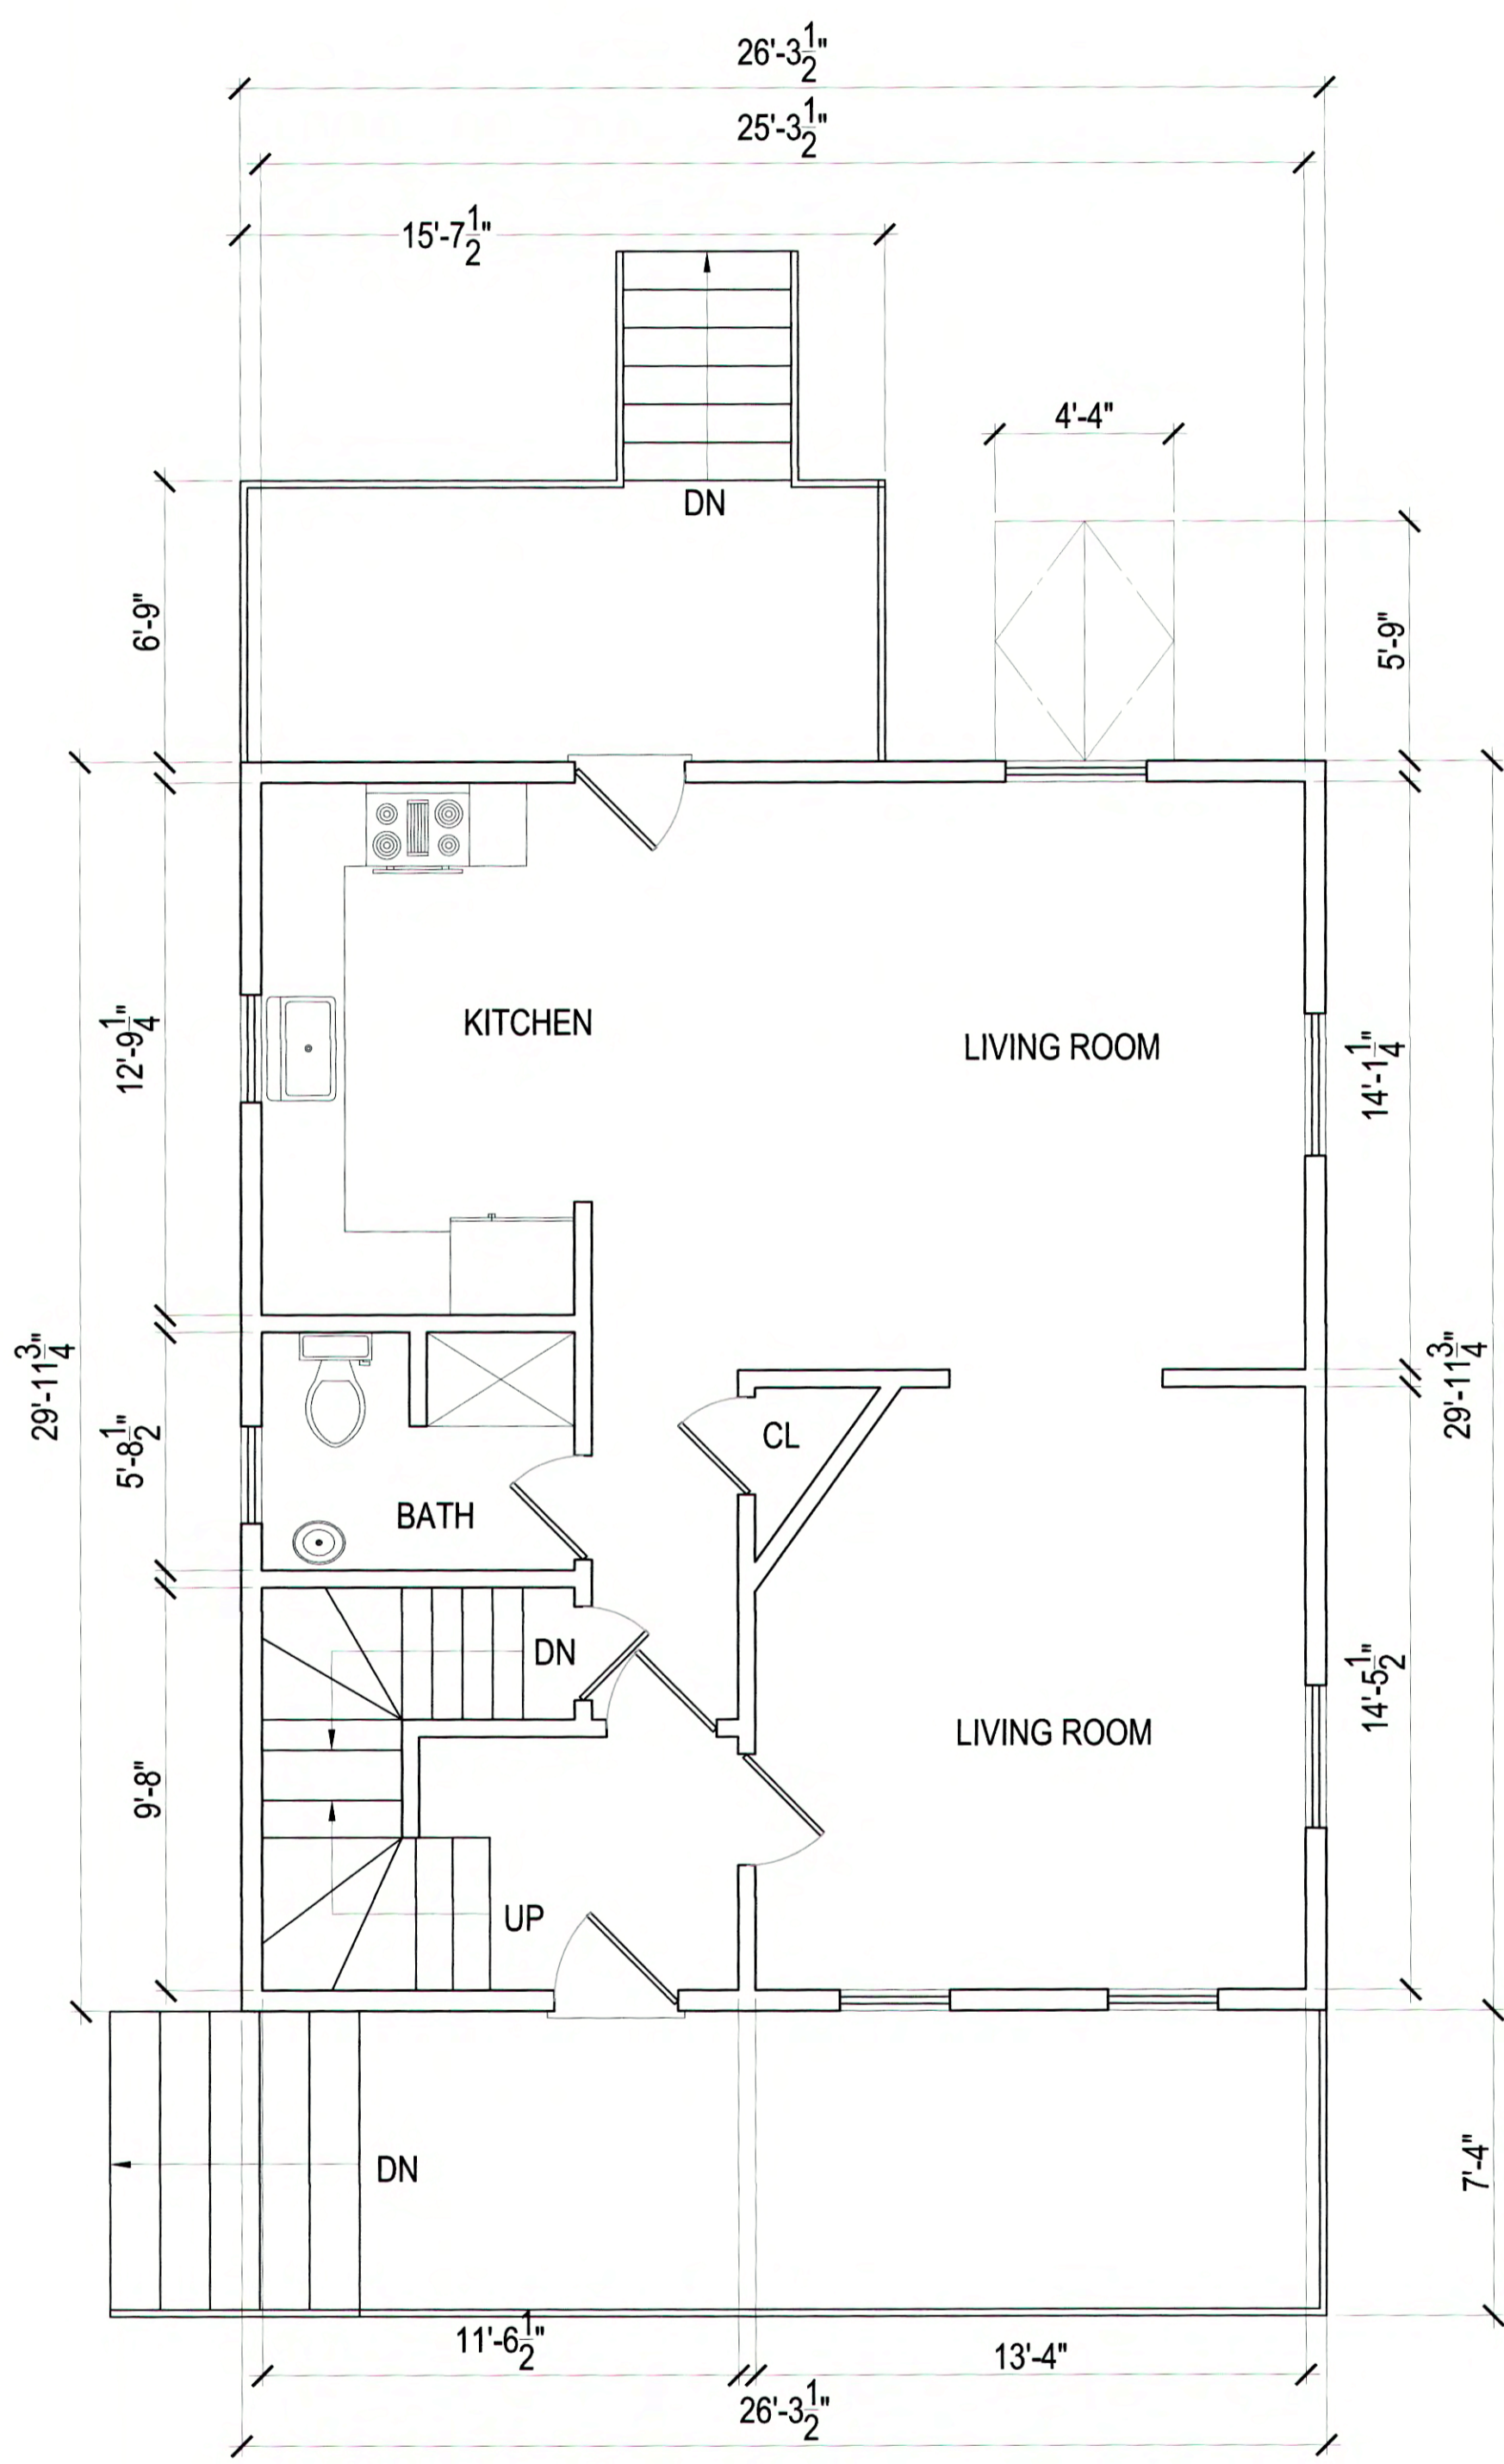 26'-3 1/2"
25'-3 1/2"
15'-7 1/2"
4'-4"
DN
6'-9"
5'-9"
KITCHEN
LIVING ROOM
12'-9 1/4"
14'-1 1/4"
29'-11 3/4"
29'-11 3/4"
CL
5'-8 1/2"
BATH
DN
14'-5 1/2"
LIVING ROOM
9'-8"
UP
DN
7'-4"
11'-6 1/2"
13'-4"
26'-3 1/2"